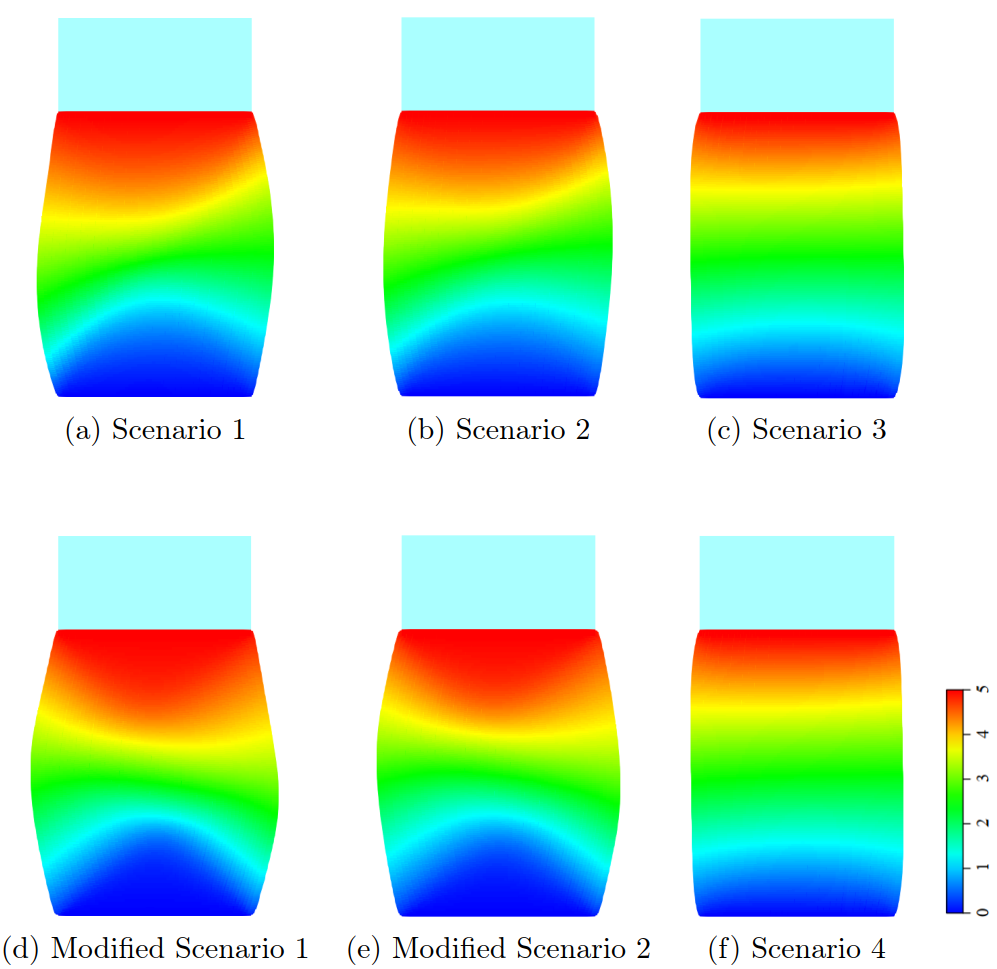 (a) Scenario 1
(b) Scenario 2
(c) Scenario 3
(d) Modified Scenario 1
(e) Modified Scenario 2
(f) Scenario 4
5
4
3
2
1
0